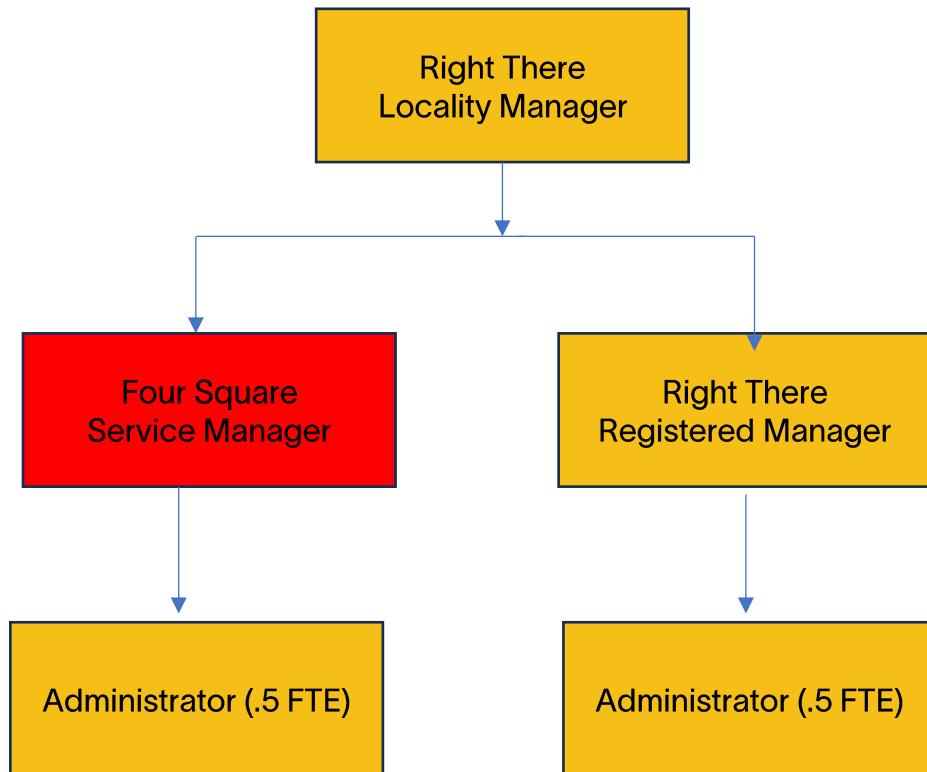 Right There
Locality Manager
Four Square
Service Manager
Right There
Registered Manager
Administrator (.5 FTE)
Administrator (.5 FTE)